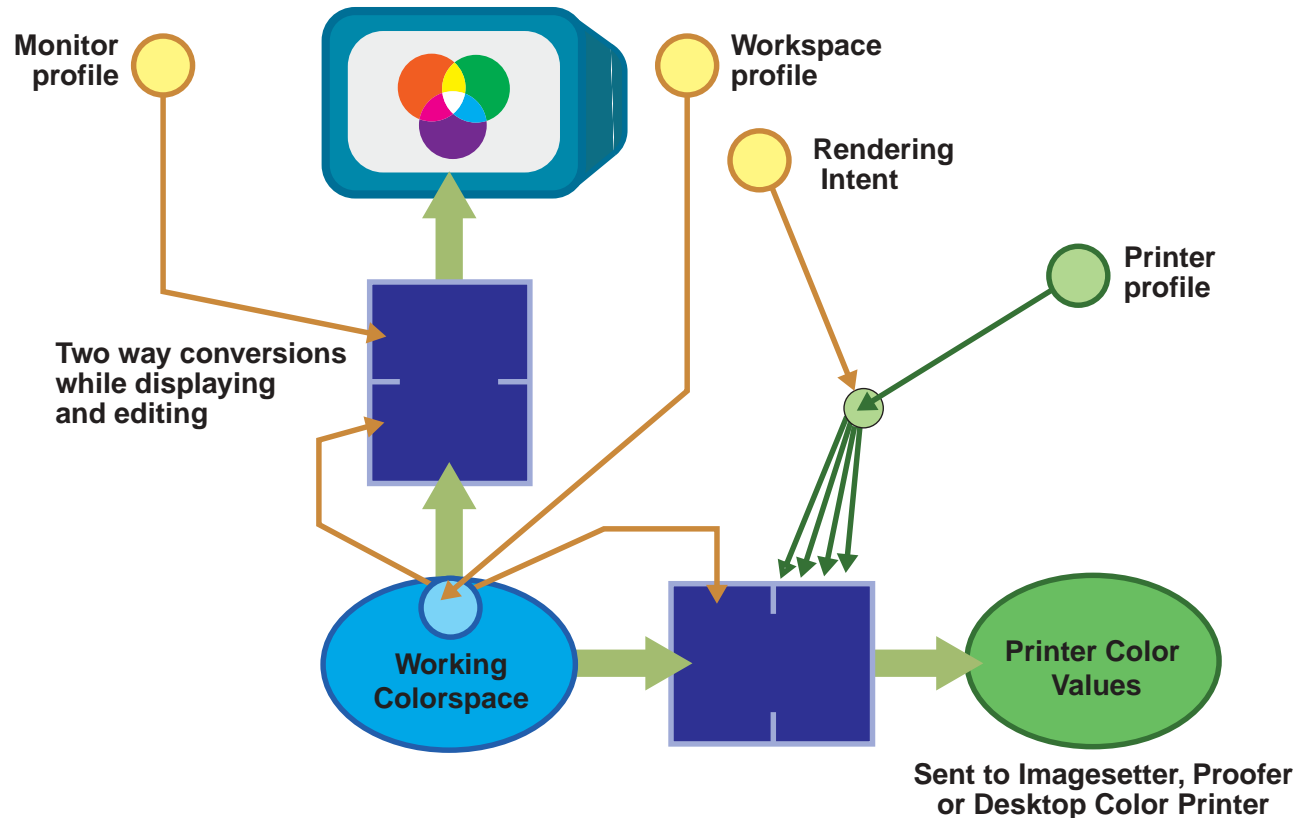 Monitor
profile
Workspace
profile
Rendering
Intent
Printer
profile
Two way conversions
while displaying
and editing
Working
Colorspace
Printer Color
Values
Sent to Imagesetter, Proofer
or Desktop Color Printer